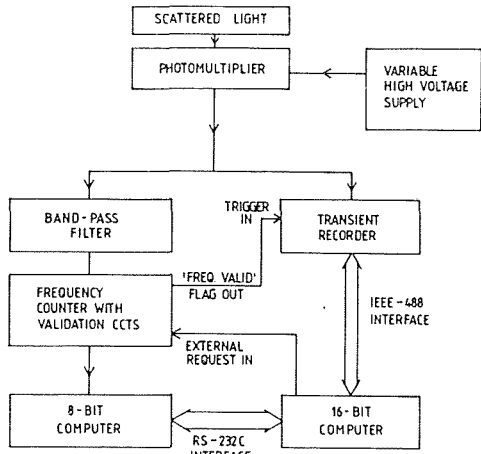 SCATTERED LIGHT
PHOTOMULTIPLIER
VARIABLE
HIGH VOLTAGE
SUPPLY
BAND-PASS
FILTER
TRIGGER
IN
TRANSIENT
RECORDER
'FREQ. VALID'
FLAG OUT
FREQUENCY
COUNTER WITH
VALIDATION CCTS
IEEE-488
INTERFACE
EXTERNAL
REQUEST IN
8-BIT
COMPUTER
16-BIT
COMPUTER
RS-232C
INTERFACE